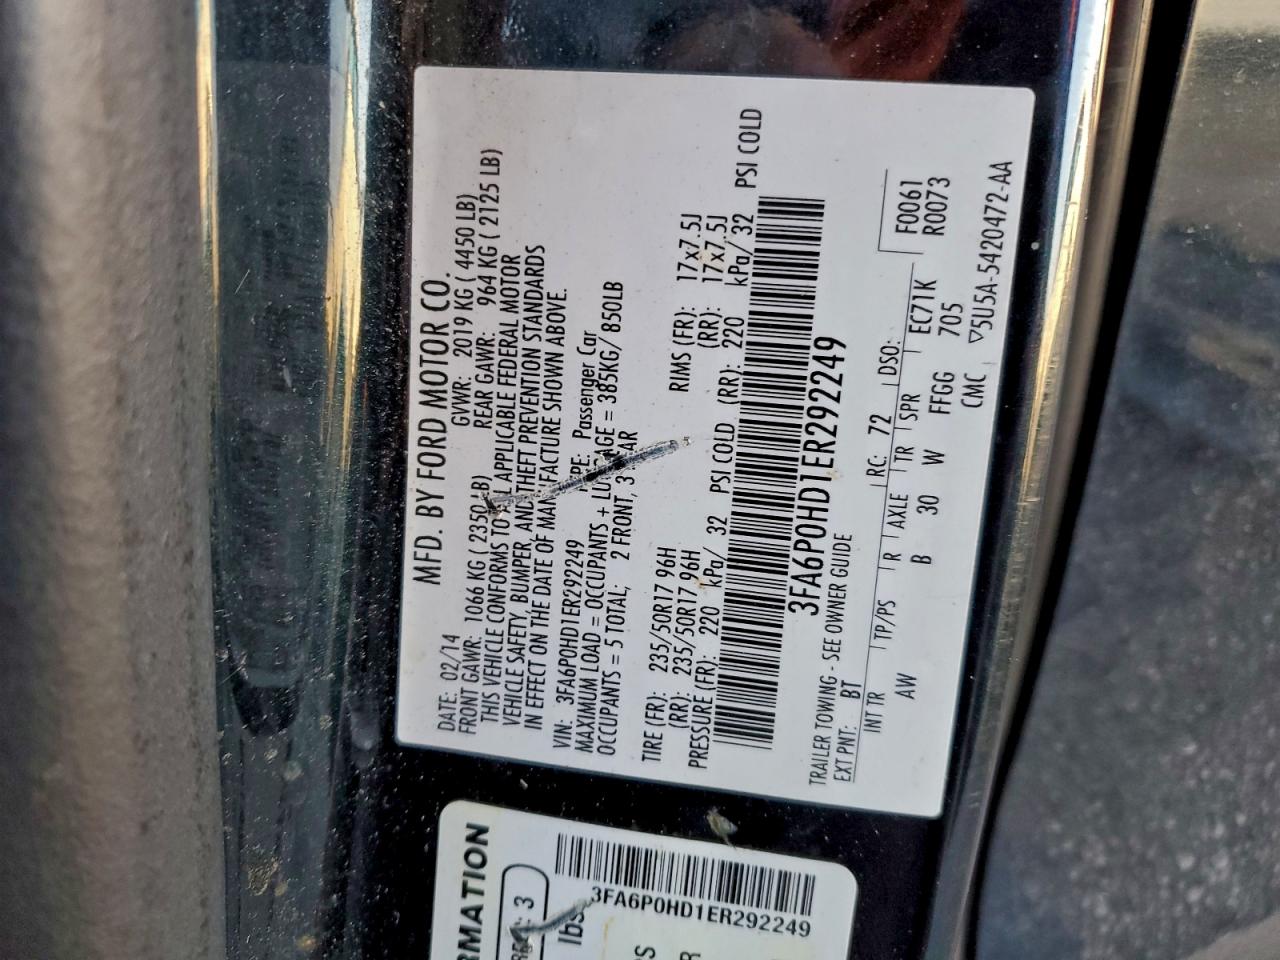 MFD. BY FORD MOTOR CO.
DATE: 02/14 GVWR: 2019 KG ( 4450 LB)
FRONT GAWR: 1066 KG ( 2350 LB) REAR GAWR: 964 KG ( 2125 LB)
THIS VEHICLE CONFORMS TO APPLICABLE FEDERAL MOTOR
VEHICLE SAFETY, BUMPER, AND THEFT PREVENTION STANDARDS
IN EFFECT ON THE DATE OF MANUFACTURE SHOWN ABOVE.
VIN: 3FA6P0HD1ER292249 TYPE: Passenger Car
MAXIMUM LOAD = OCCUPANTS + LUGGAGE = 385KG/ 850LB
OCCUPANTS = 5 TOTAL; 2 FRONT, 3 REAR
TIRE (FR): 235/50R17 96H RIMS (FR): 17x7.5J
(RR): 235/50R17 96H (RR): 17x7.5J
PRESSURE (FR): 220 kPa/ 32 PSI COLD (RR): 220 kPa/ 32 PSI COLD
3FA6P0HD1ER292249
TRAILER TOWING - SEE OWNER GUIDE
EXT PNT: BT RC: 72 DSO:
INT TR TP/PS R AXLE TR SPR EC71K F0061
AW B 30 W FFGG 705 R0073
CMC ▽5U5A-5420472-AA
RMATION
3
lbs
3FA6P0HD1ER292249